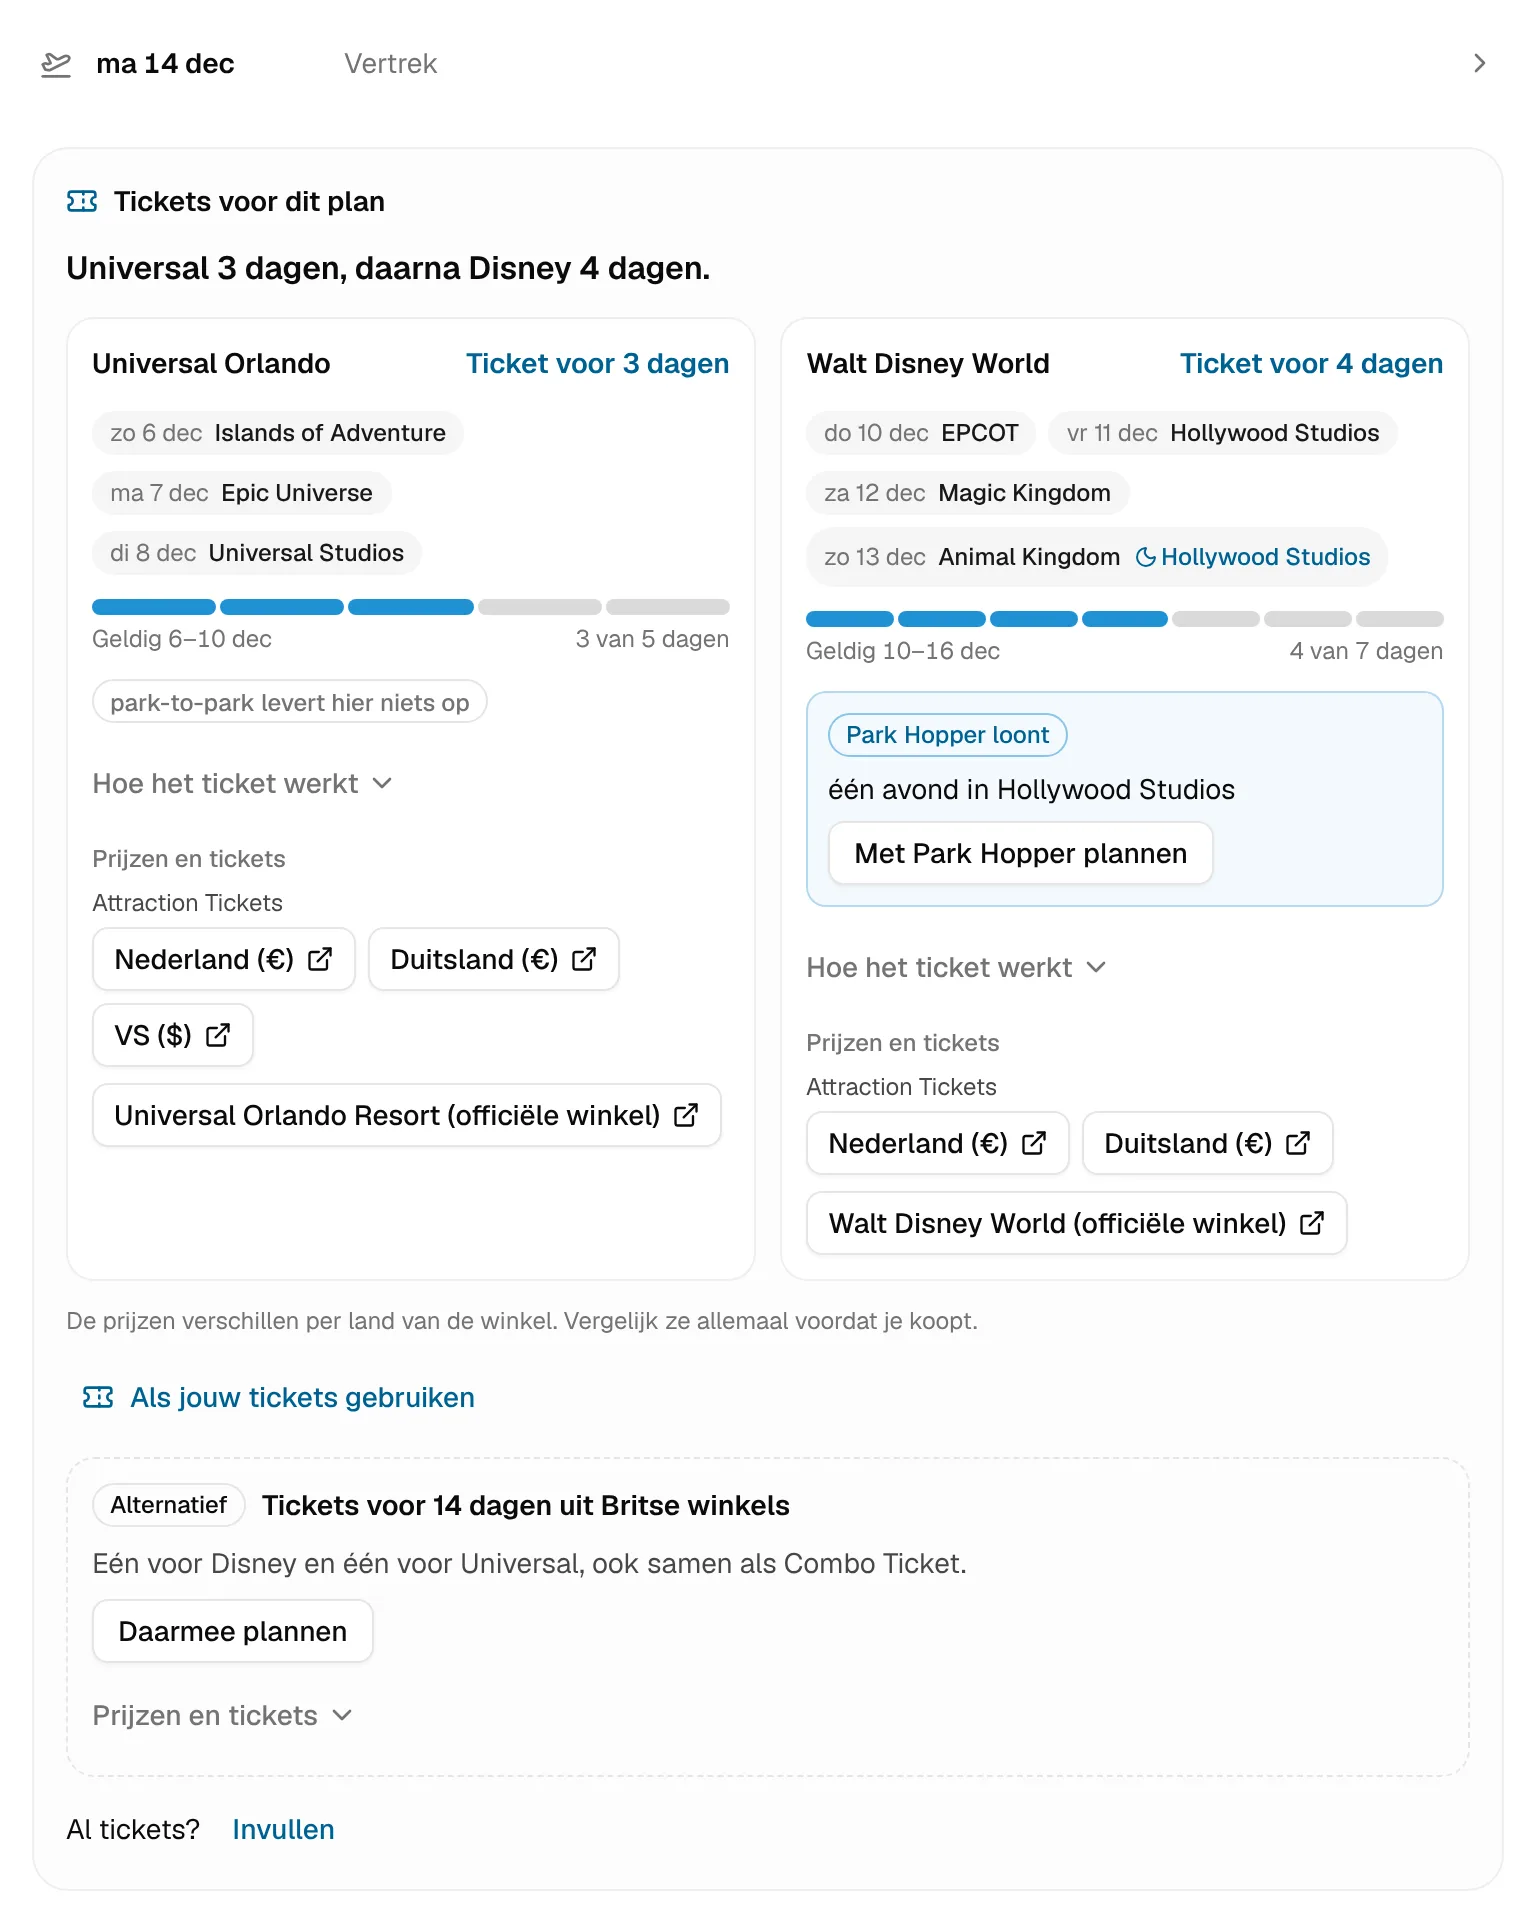 ma 14 dec Vertrek
Tickets voor dit plan
Universal 3 dagen, daarna Disney 4 dagen.
Universal Orlando Ticket voor 3 dagen
zo 6 dec Islands of Adventure
ma 7 dec Epic Universe
di 8 dec Universal Studios
Geldig 6–10 dec 3 van 5 dagen
park-to-park levert hier niets op
Hoe het ticket werkt
Prijzen en tickets
Attraction Tickets
Nederland (€) Duitsland (€)
VS ($)
Universal Orlando Resort (officiële winkel)
Walt Disney World Ticket voor 4 dagen
do 10 dec EPCOT vr 11 dec Hollywood Studios
za 12 dec Magic Kingdom
zo 13 dec Animal Kingdom Hollywood Studios
Geldig 10–16 dec 4 van 7 dagen
Park Hopper loont
één avond in Hollywood Studios
Met Park Hopper plannen
Hoe het ticket werkt
Prijzen en tickets
Attraction Tickets
Nederland (€) Duitsland (€)
Walt Disney World (officiële winkel)
De prijzen verschillen per land van de winkel. Vergelijk ze allemaal voordat je koopt.
Als jouw tickets gebruiken
Alternatief Tickets voor 14 dagen uit Britse winkels
Eén voor Disney en één voor Universal, ook samen als Combo Ticket.
Daarmee plannen
Prijzen en tickets
Al tickets? Invullen